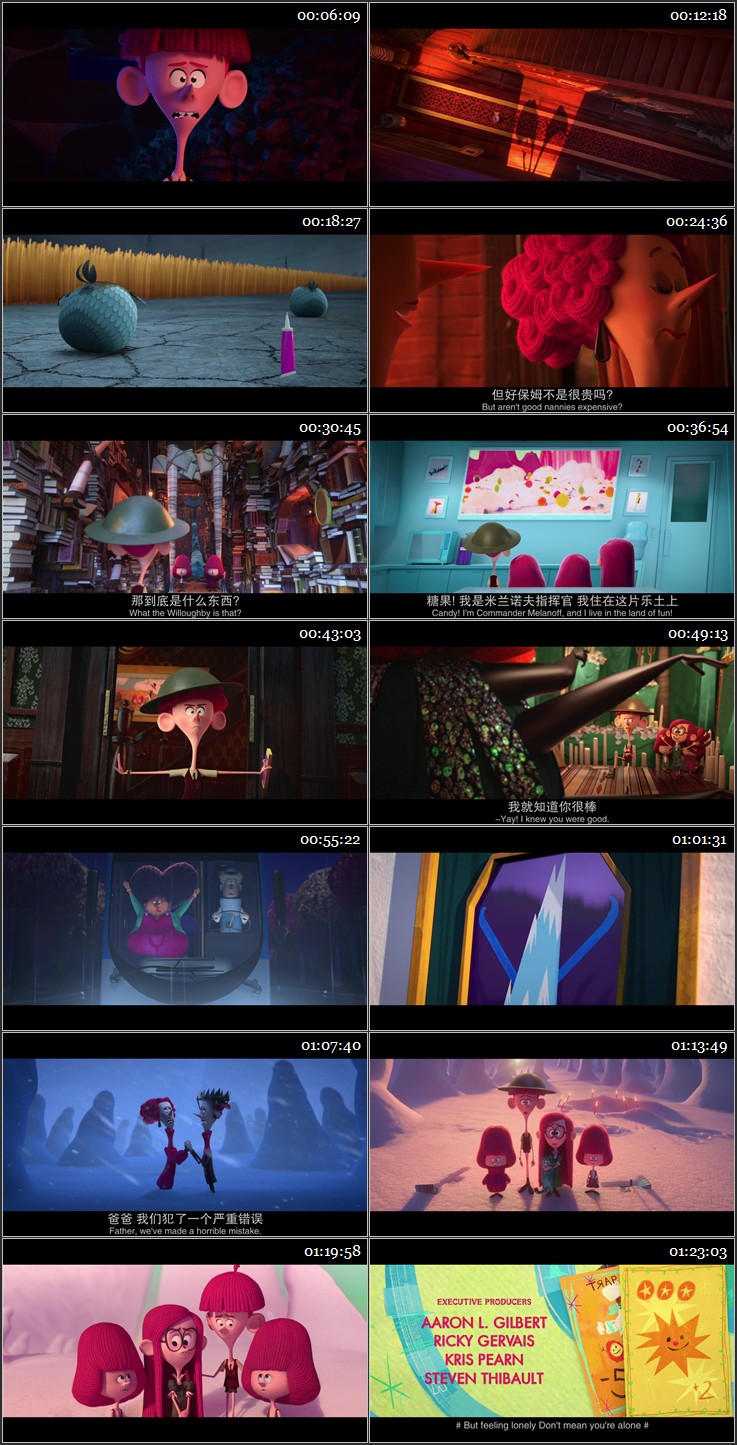 00:06:09
00:12:18
00:18:27
00:24:36
但好保姆不是很贵吗?
But aren't good nannies expensive?
00:30:45
那到底是什么东西?
What the Willoughby is that?
00:36:54
糖果! 我是米兰诺夫指挥官 我住在这片乐土上
Candy! I'm Commander Melanoff, and I live in the land of fun!
00:43:03
00:49:13
我就知道你很棒
–Yay! I knew you were good.
00:55:22
01:01:31
01:07:40
爸爸 我们犯了一个严重错误
Father, we've made a horrible mistake.
01:13:49
01:19:58
01:23:03
EXECUTIVE PRODUCERS
AARON L. GILBERT
RICKY GERVAIS
KRIS PEARN
STEVEN THIBAULT
TRAP
-5
+2
# But feeling lonely Don't mean you're alone #